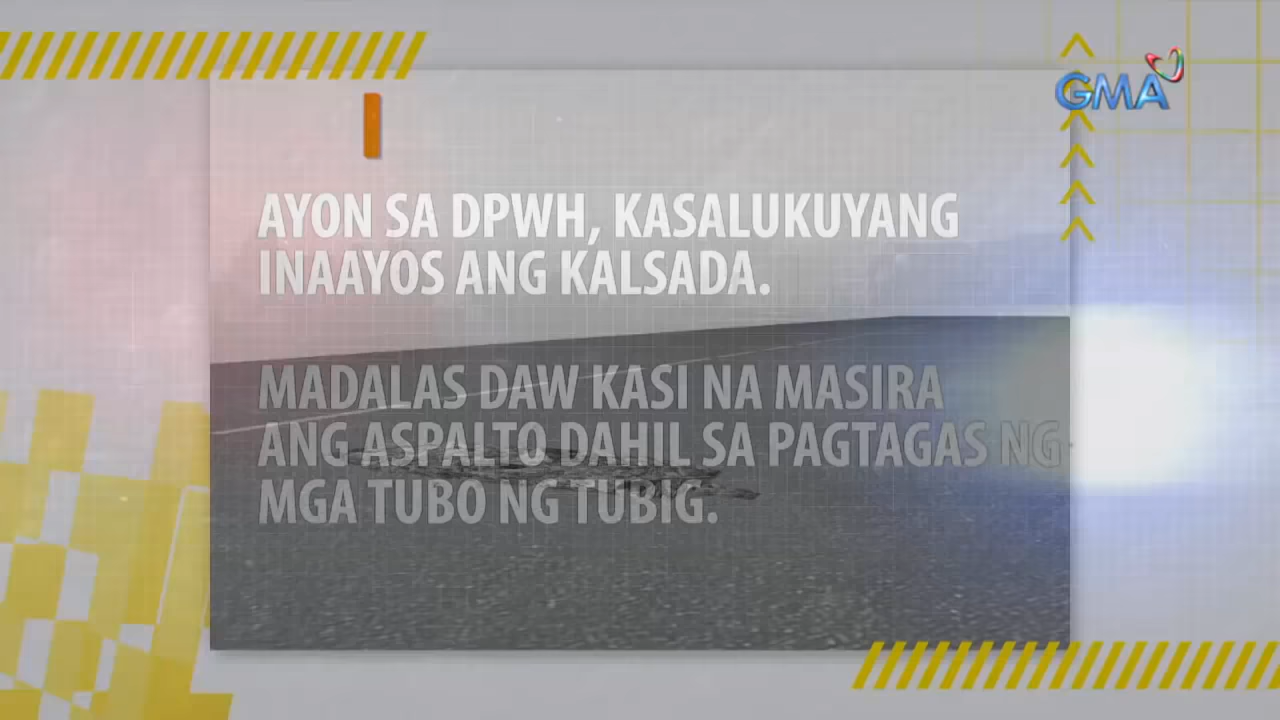 GMA
AYON SA DPWH, KASALUKUYANG
INAAYOS ANG KALSADA.
MADALAS DAW KASI NA MASIRA
ANG ASPALTO DAHIL SA PAGTAGAS NG
MGA TUBO NG TUBIG.